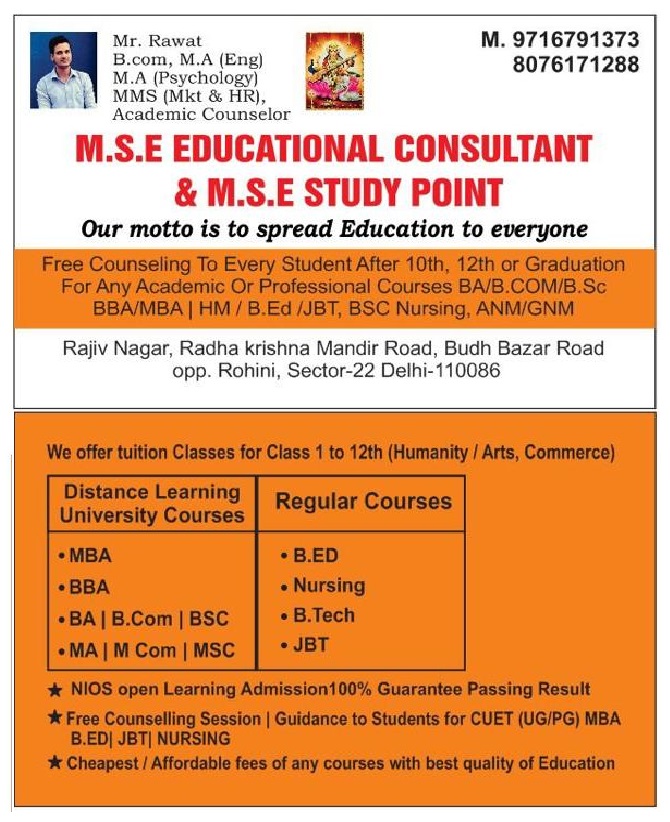 Mr. Rawat
B.com, M.A (Eng)
M.A (Psychology)
MMS (Mkt & HR),
Academic Counselor
M. 9716791373
8076171288
M.S.E EDUCATIONAL CONSULTANT
& M.S.E STUDY POINT
Our motto is to spread Education to everyone
Free Counseling To Every Student After 10th, 12th or Graduation
For Any Academic Or Professional Courses BA/B.COM/B.Sc
BBA/MBA | HM / B.Ed /JBT, BSC Nursing, ANM/GNM
Rajiv Nagar, Radha krishna Mandir Road, Budh Bazar Road
opp. Rohini, Sector-22 Delhi-110086
We offer tuition Classes for Class 1 to 12th (Humanity / Arts, Commerce)
Distance Learning
University Courses
• MBA
• BBA
• BA | B.Com | BSC
• MA | M Com | MSC
Regular Courses
• B.ED
• Nursing
• B.Tech
• JBT
★ NIOS open Learning Admission100% Guarantee Passing Result
★ Free Counselling Session | Guidance to Students for CUET (UG/PG) MBA
B.ED| JBT| NURSING
★ Cheapest / Affordable fees of any courses with best quality of Education